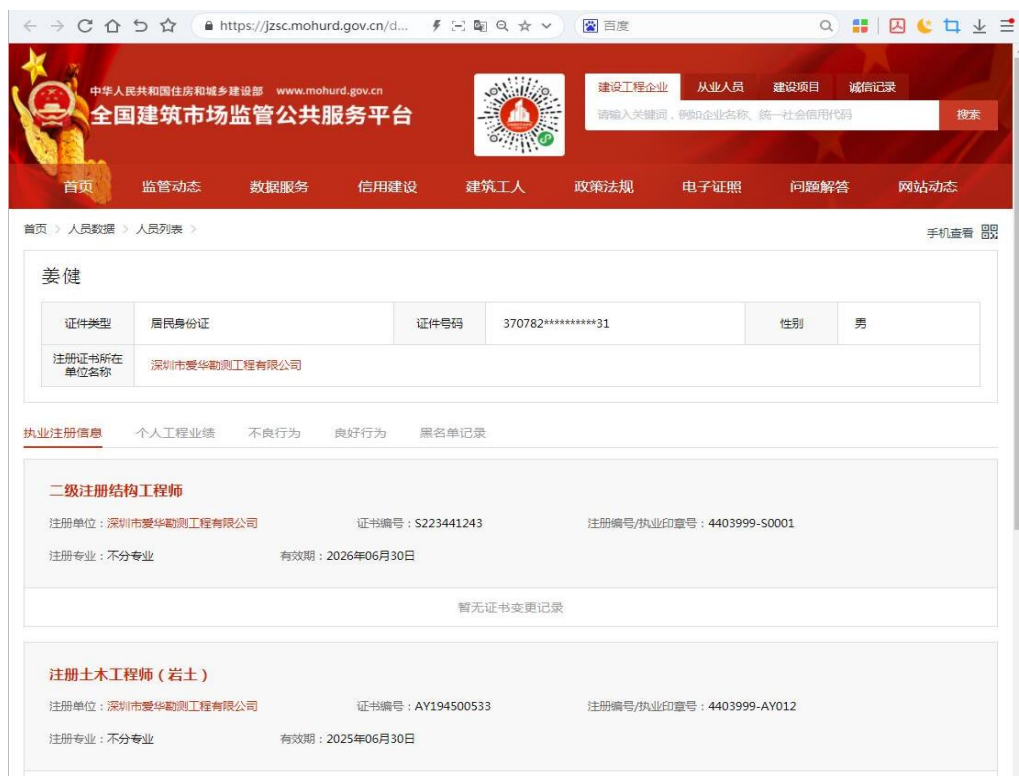 https://jzsc.mohurd.gov.cn/d...
百度
中华人民共和国住房和城乡建设部 www.mohurd.gov.cn
全国建筑市场监管公共服务平台
建设工程企业 从业人员 建设项目 诚信记录
请输入关键词，例如企业名称、统一社会信用代码 搜索
首页 监管动态 数据服务 信用建设 建筑工人 政策法规 电子证照 问题解答 网站动态
首页 > 人员数据 > 人员列表 >
手机查看
姜健
证件类型 居民身份证 证件号码 370782**********31 性别 男
注册证书所在单位名称 深圳市爱华勘测工程有限公司
执业注册信息 个人工程业绩 不良行为 良好行为 黑名单记录
二级注册结构工程师
注册单位：深圳市爱华勘测工程有限公司 证书编号：S223441243 注册编号/执业印章号：4403999-S0001
注册专业：不分专业 有效期：2026年06月30日
暂无证书变更记录
注册土木工程师（岩土）
注册单位：深圳市爱华勘测工程有限公司 证书编号：AY194500533 注册编号/执业印章号：4403999-AY012
注册专业：不分专业 有效期：2025年06月30日